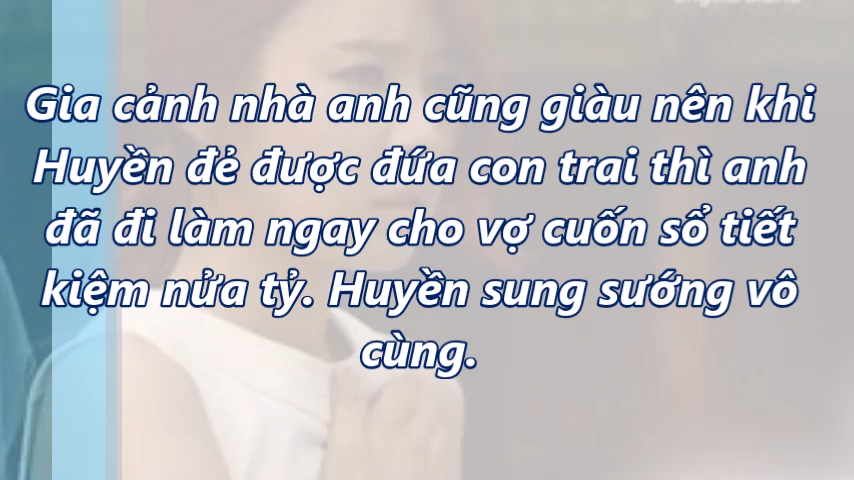 Gia cảnh nhà anh cũng giàu nên khi
Huyền đẻ được đứa con trai thì anh
đã đi làm ngay cho vợ cuốn sổ tiết
kiệm nửa tỷ. Huyền sung sướng vô
cùng.